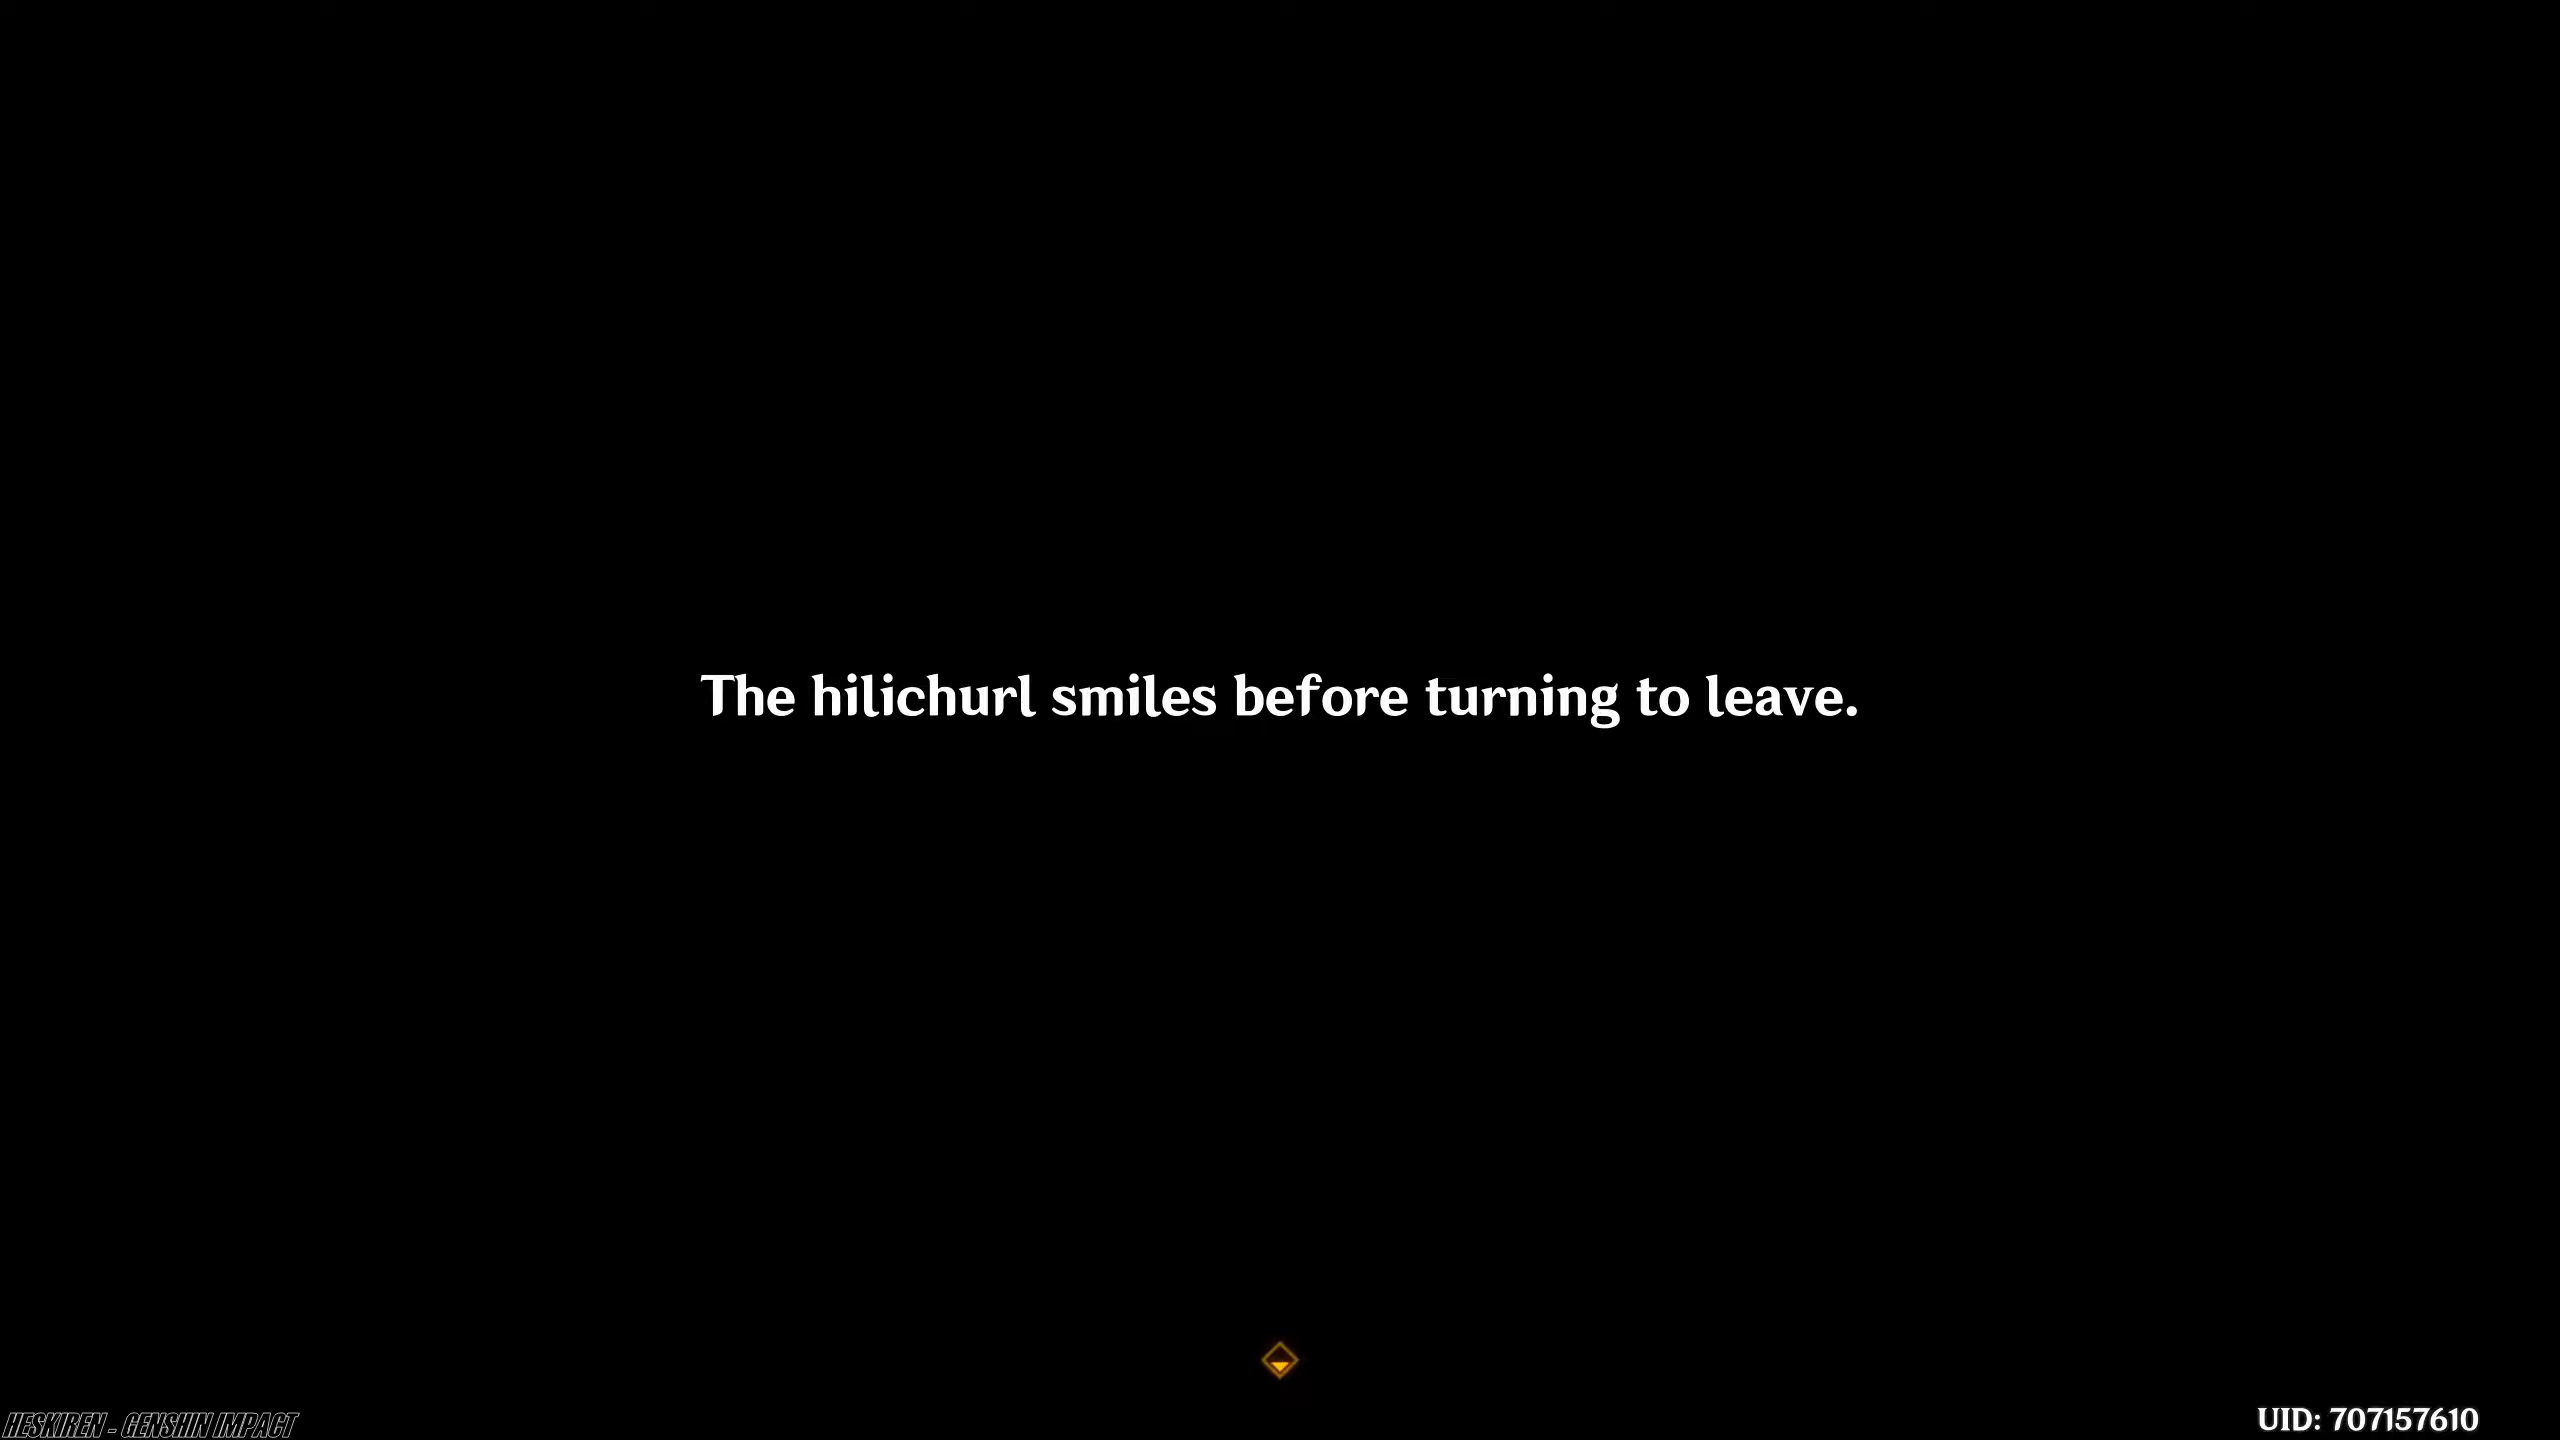 The hilichurl smiles before turning to leave.
HESKIREN - GENSHIN IMPACT
UID: 707157610